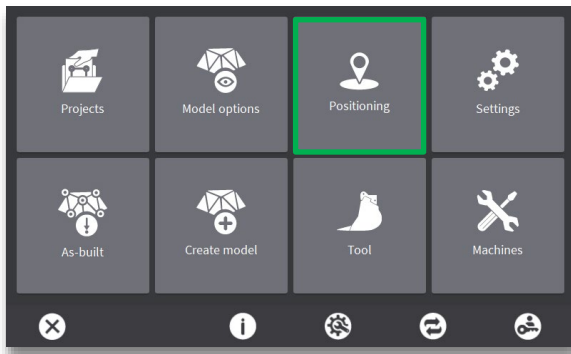 Projects
Model options
Positioning
Settings
As-built
Create model
Tool
Machines